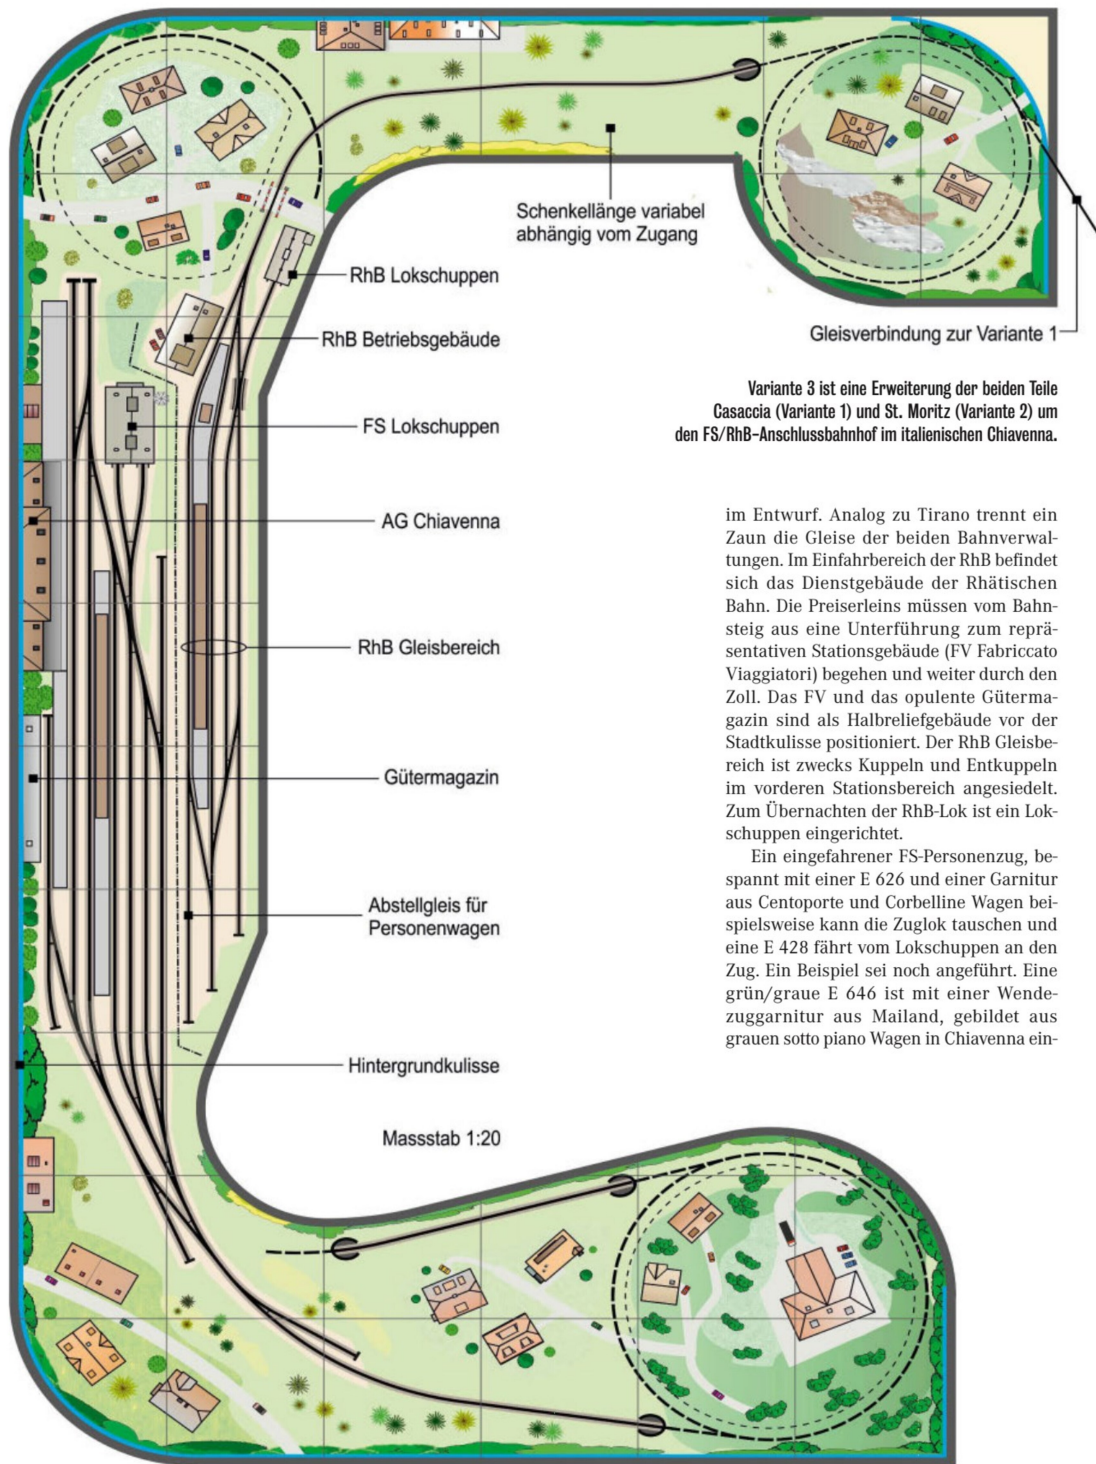 Schenkellänge variabel
abhängig vom Zugang
RhB Lokschuppen
RhB Betriebsgebäude
Gleisverbindung zur Variante 1
FS Lokschuppen
AG Chiavenna
RhB Gleisbereich
Gütermagazin
Abstellgleis für
Personenwagen
Hintergrundkulisse
Massstab 1:20
Variante 3 ist eine Erweiterung der beiden Teile
Casaccia (Variante 1) und St. Moritz (Variante 2) um
den FS/RhB-Anschlussbahnhof im italienischen Chiavenna.
im Entwurf. Analog zu Tirano trennt ein
Zaun die Gleise der beiden Bahnverwal-
tungen. Im Einfahrbereich der RhB befindet
sich das Dienstgebäude der Rhätischen
Bahn. Die Preiserleins müssen vom Bahn-
steig aus eine Unterführung zum reprä-
sentativen Stationsgebäude (FV Fabriccato
Viaggiatori) begehen und weiter durch den
Zoll. Das FV und das opulente Güterma-
gazin sind als Halbreliefgebäude vor der
Stadtkulisse positioniert. Der RhB Gleisbe-
reich ist zwecks Kuppeln und Entkuppeln
im vorderen Stationsbereich angesiedelt.
Zum Übernachten der RhB-Lok ist ein Lok-
schuppen eingerichtet.
Ein eingefahrener FS-Personenzug, be-
spannt mit einer E 626 und einer Garnitur
aus Centoporte und Corbelline Wagen bei-
spielsweise kann die Zuglok tauschen und
eine E 428 fährt vom Lokschuppen an den
Zug. Ein Beispiel sei noch angeführt. Eine
grün/graue E 646 ist mit einer Wende-
zuggarnitur aus Mailand, gebildet aus
grauen sotto piano Wagen in Chiavenna ein-